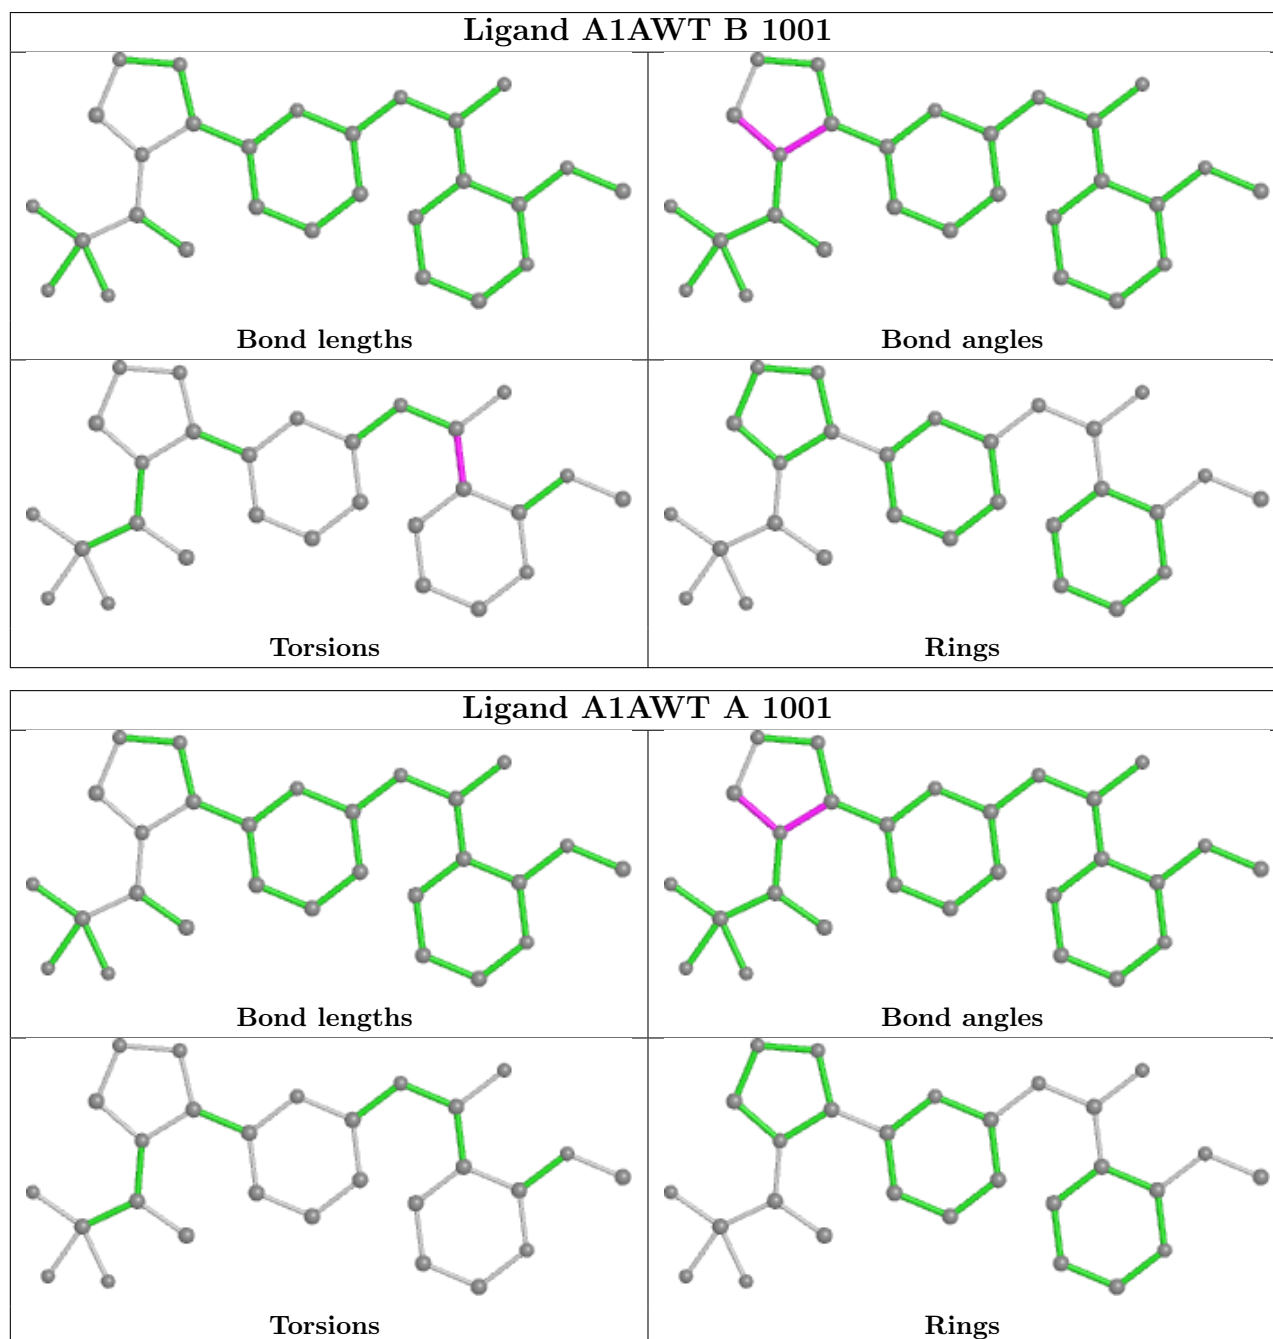 Ligand A1AWT B 1001
Bond lengths
Bond angles
Torsions
Rings
Ligand A1AWT A 1001
Bond lengths
Bond angles
Torsions
Rings